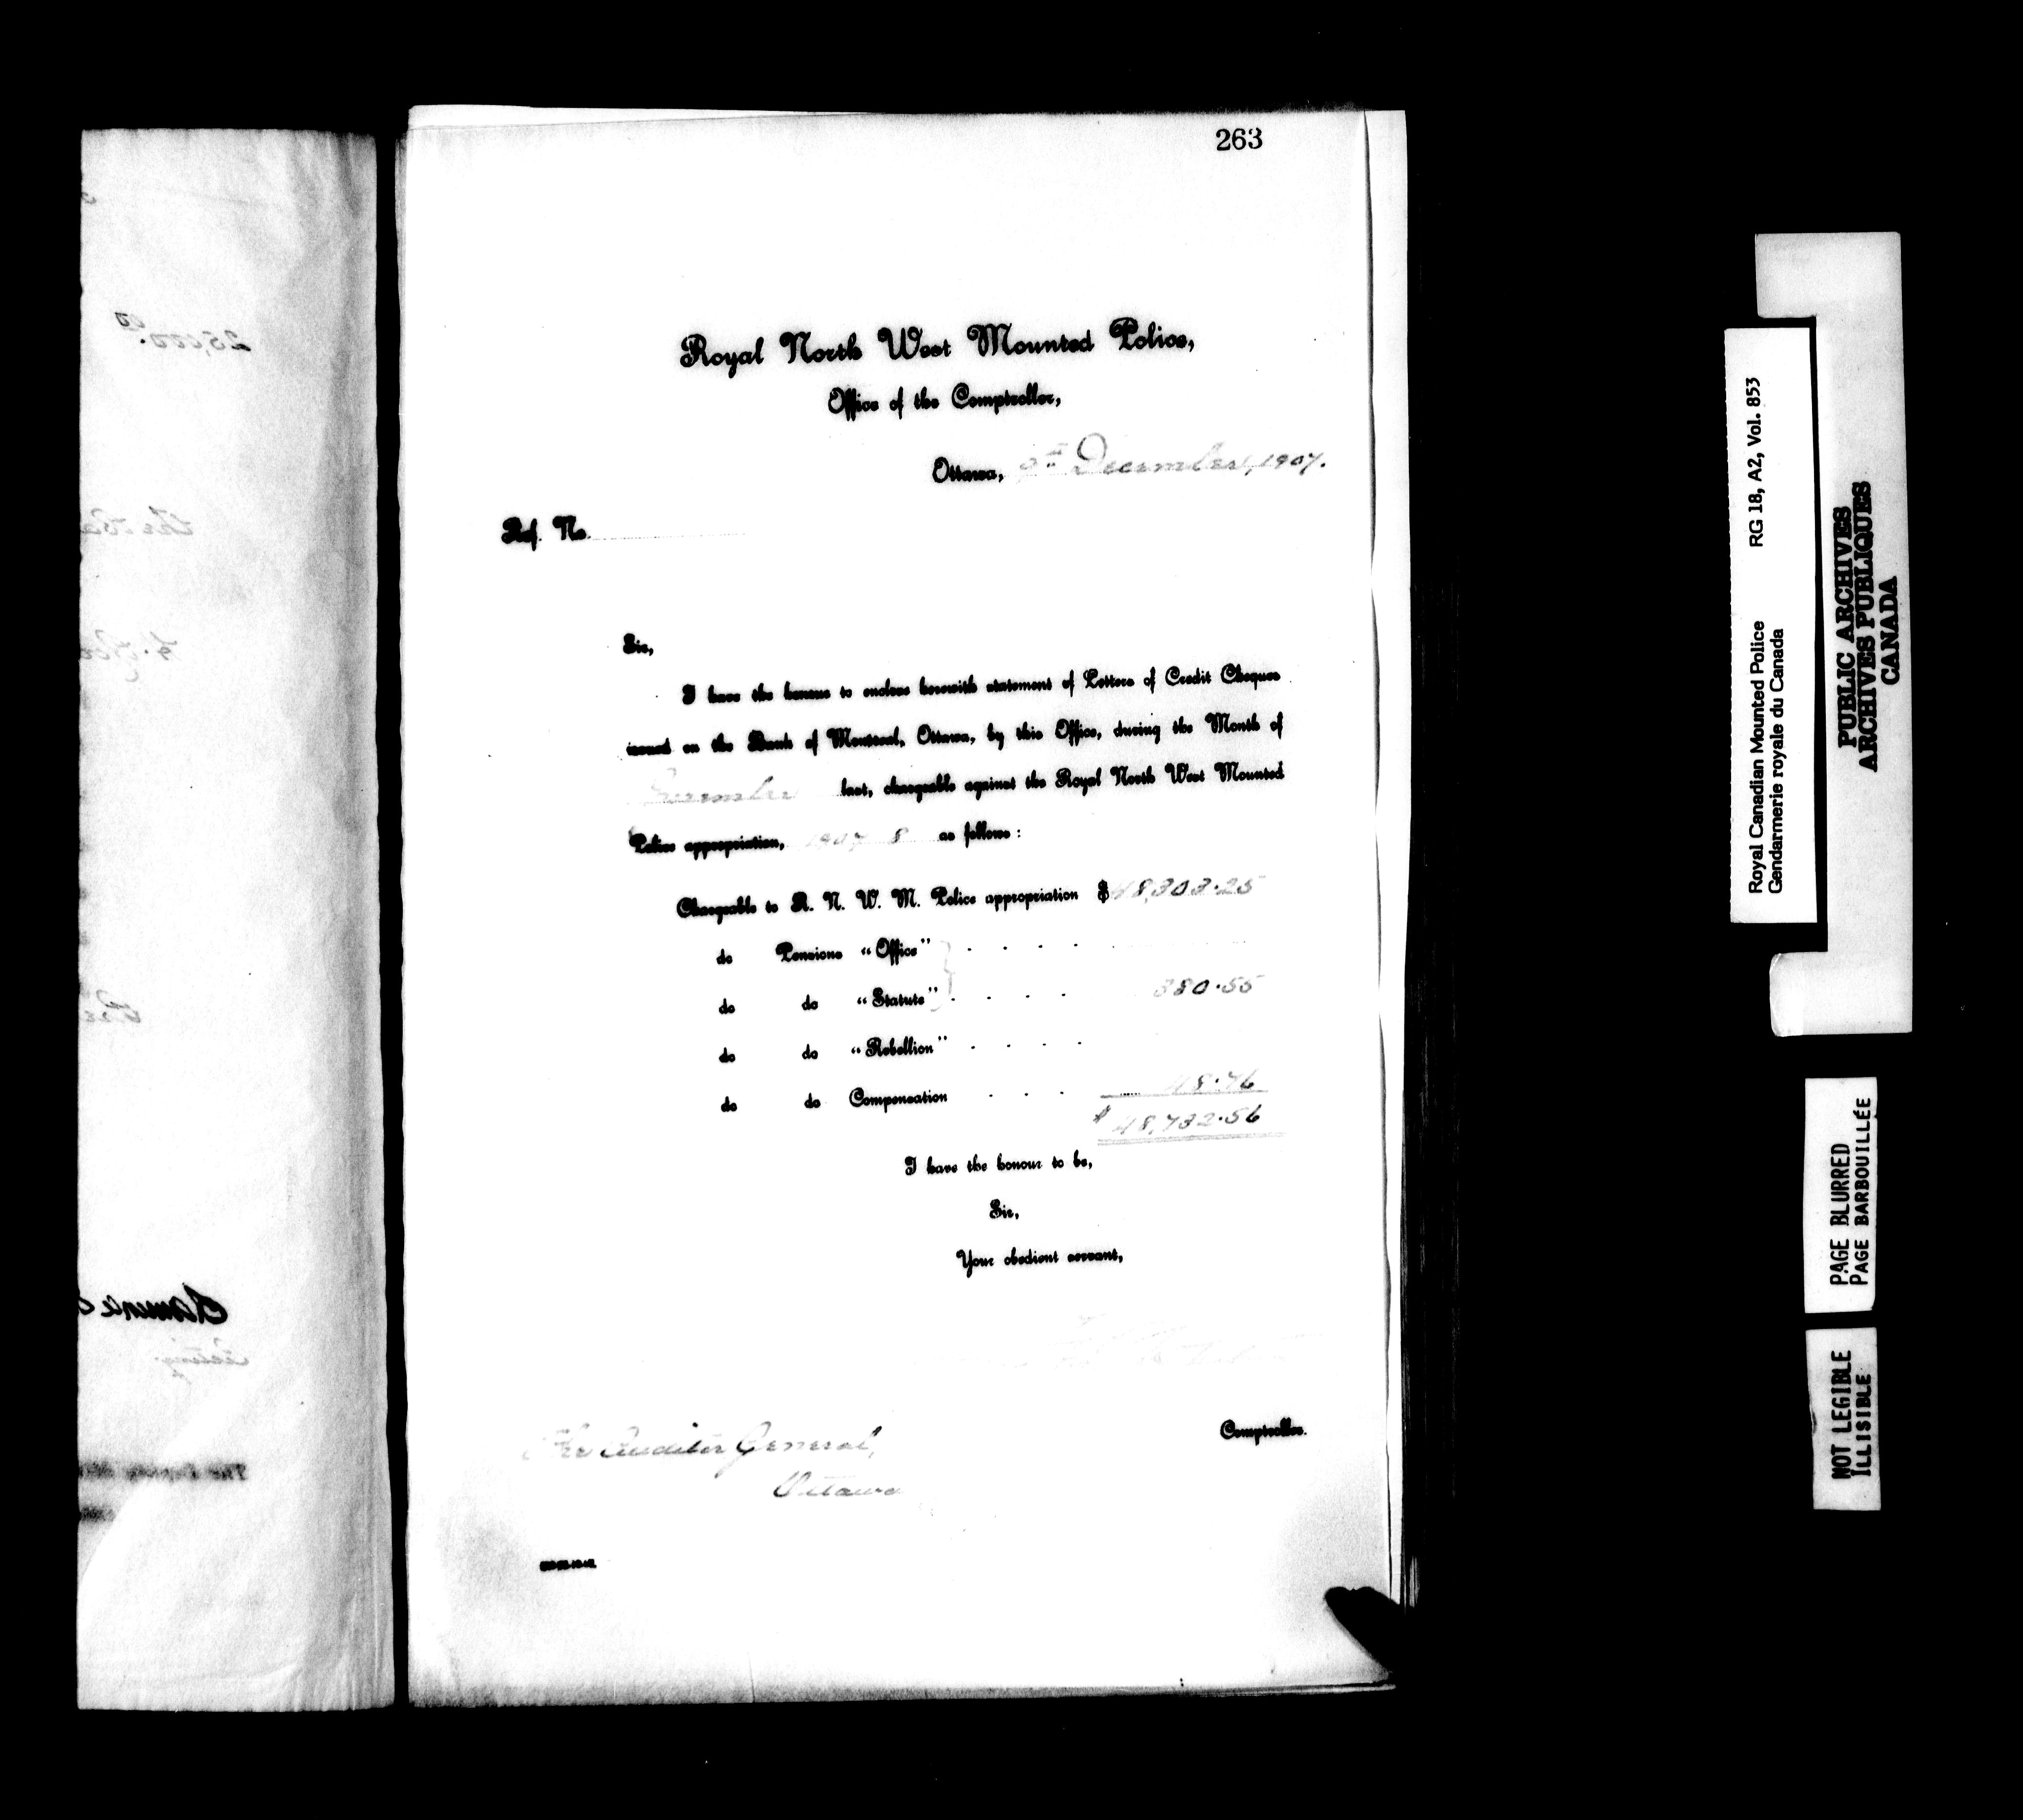 263
Royal North West Mounted Police,
Office of the Comptroller,
Ottawa, December, 1907.
Ref. No.
Sir,
I have the honour to enclose herewith statement of Letters of Credit Cheques
issued on the Bank of Montreal, Ottawa, by this Office, during the Month of
November last, chargeable against the Royal North West Mounted
Police appropriation, 1907 8 as follows:
Chargeable to R. N. W. M. Police appropriation $ 48,303.25
do Pensions "Office"
do do "Statute" 380.55
do do "Rebellion"
do do Compensation 48.76
$ 48,732.56
I have the honour to be,
Sir,
Your obedient servant,
Comptroller.
The Auditor General,
Ottawa
Royal Canadian Mounted Police RG 18, A2, Vol. 853
Gendarmerie royale du Canada
PUBLIC ARCHIVES
ARCHIVES PUBLIQUES
CANADA
PAGE BLURRED
PAGE BARBOUILLÉE
NOT LEGIBLE
ILLISIBLE